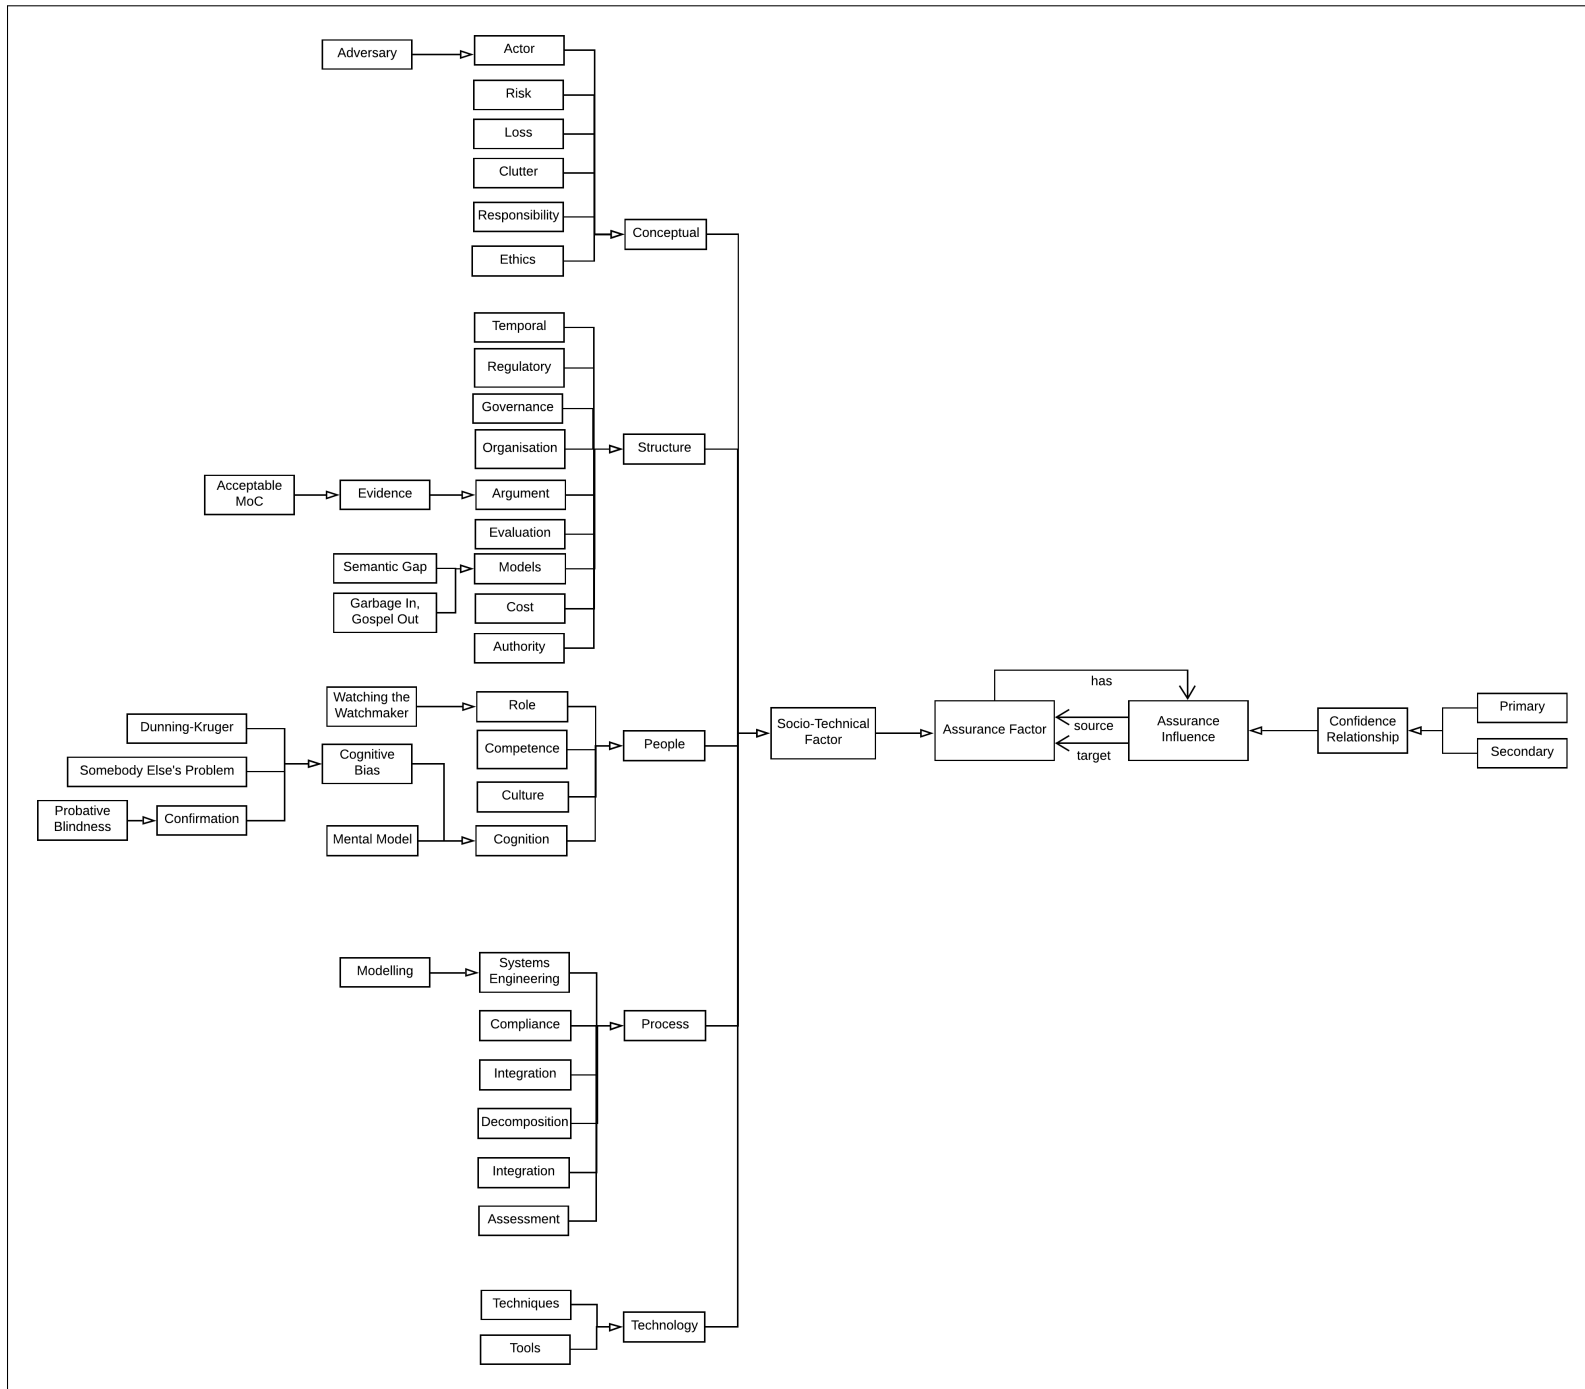 Adversary
Actor
Risk
Loss
Clutter
Responsibility
Ethics
Conceptual
Temporal
Regulatory
Governance
Organisation
Structure
Acceptable
MoC
Evidence
Argument
Evaluation
Semantic Gap
Models
Garbage In,
Gospel Out
Cost
Authority
Watching the
Watchmaker
Role
Dunning-Kruger
Competence
People
Cognitive
Bias
Somebody Else's Problem
Culture
Probative
Blindness
Confirmation
Mental Model
Cognition
Socio-Technical
Factor
Assurance Factor
has
source
target
Assurance
Influence
Confidence
Relationship
Primary
Secondary
Modelling
Systems
Engineering
Compliance
Process
Integration
Decomposition
Integration
Assessment
Techniques
Technology
Tools